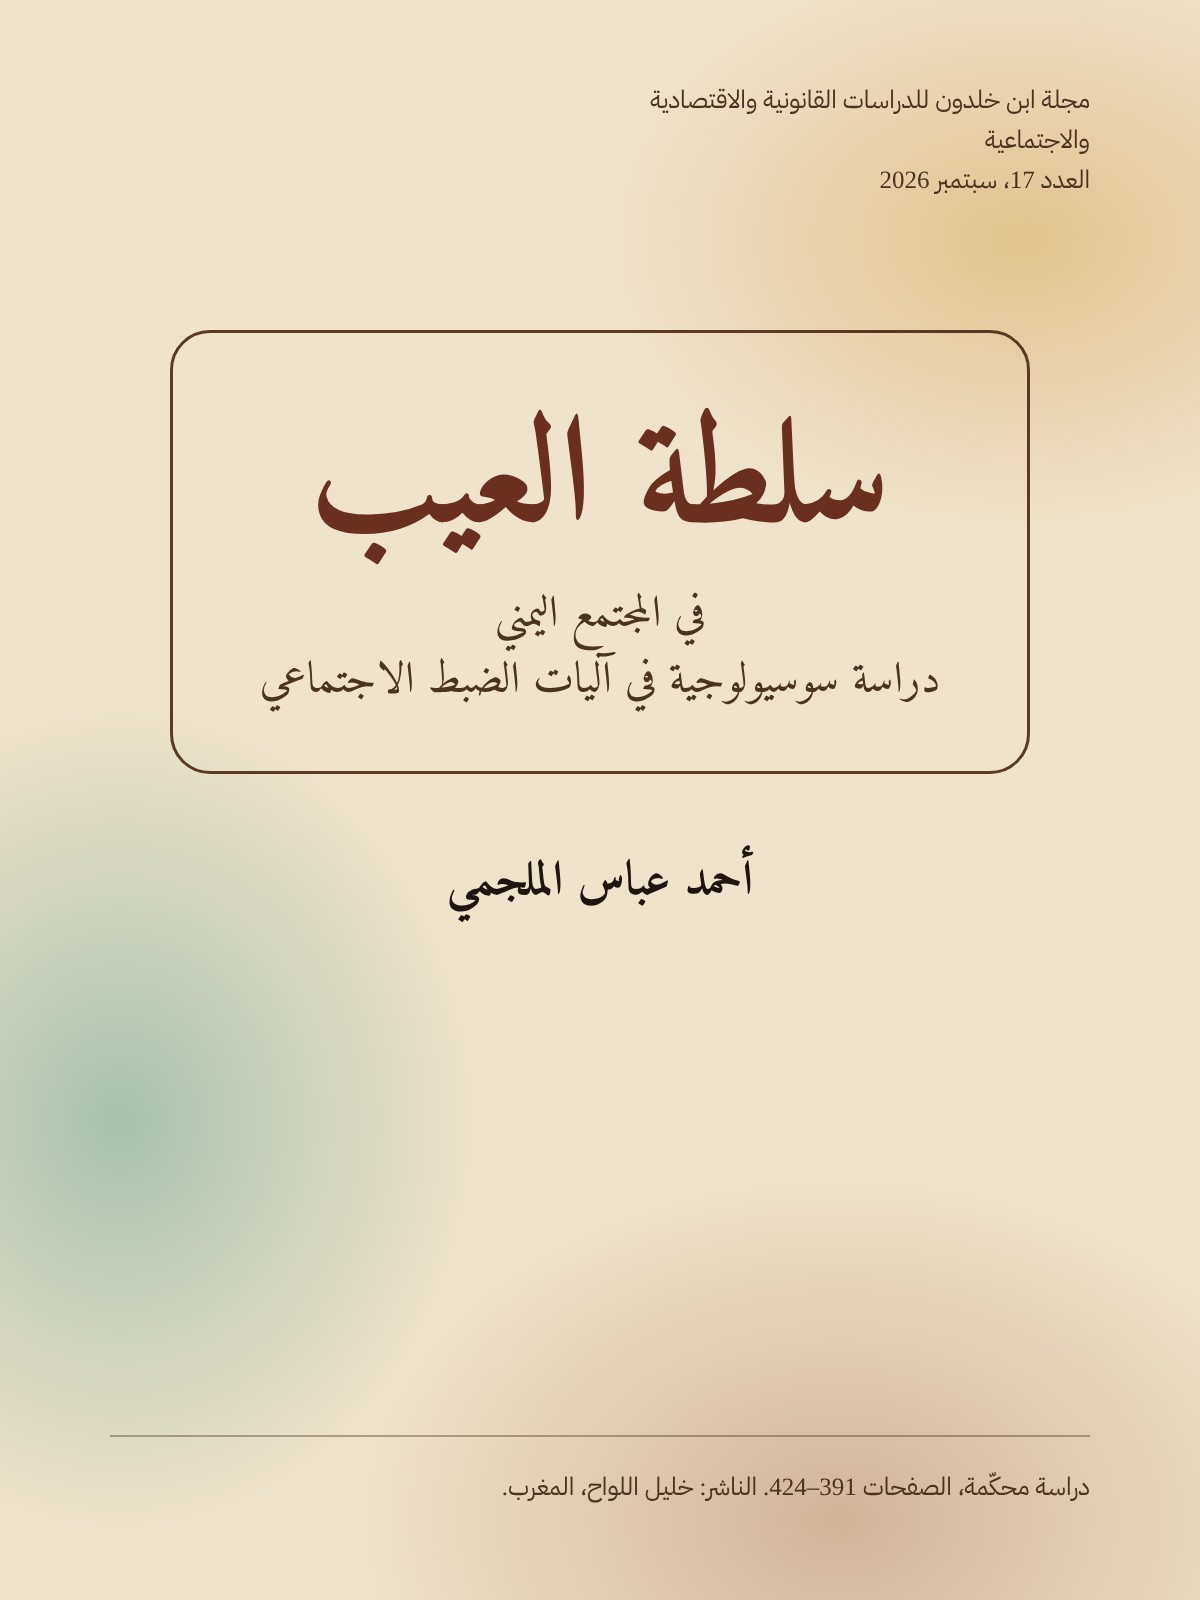 مجلة ابن خلدون للدراسات القانونية والاقتصادية
والاجتماعية
العدد 17، سبتمبر 2026
سلطة العيب
في المجتمع اليمني
دراسة سوسيولوجية في آليات الضبط الاجتماعي
أحمد عباس الملجمي
دراسة محكّمة، الصفحات 391–424. الناشر: خليل اللواح، المغرب.